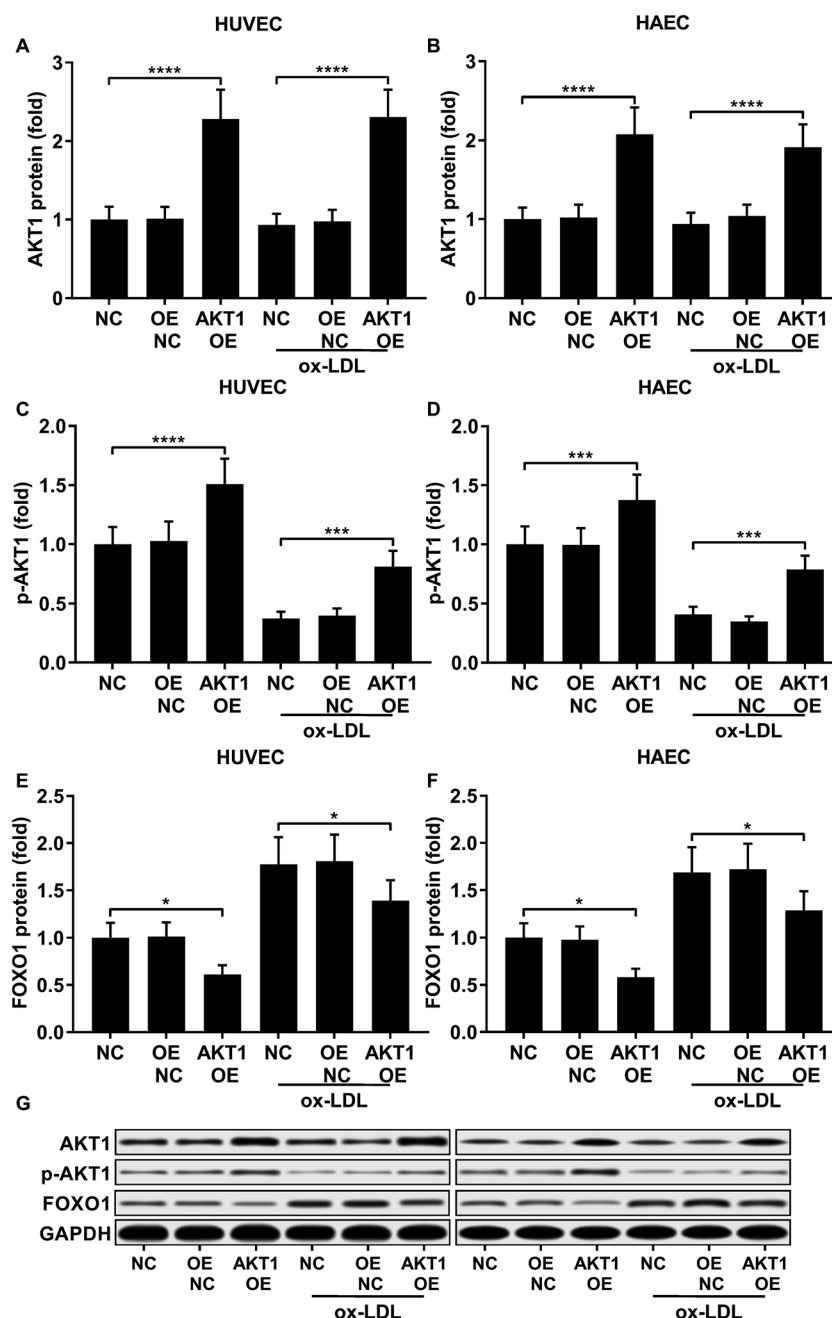 HUVEC
A
AKT1 protein (fold)
3
2
1
0
****
****
NC
OE
NC
AKT1
OE
NC
OE
NC
AKT1
OE
ox-LDL
HAEC
B
AKT1 protein (fold)
3
2
1
0
****
****
NC
OE
NC
AKT1
OE
NC
OE
NC
AKT1
OE
ox-LDL
HUVEC
C
p-AKT1 (fold)
2.0
1.5
1.0
0.5
0.0
****
***
NC
OE
NC
AKT1
OE
NC
OE
NC
AKT1
OE
ox-LDL
HAEC
D
p-AKT1 (fold)
2.0
1.5
1.0
0.5
0.0
***
***
NC
OE
NC
AKT1
OE
NC
OE
NC
AKT1
OE
ox-LDL
HUVEC
E
FOXO1 protein (fold)
2.5
2.0
1.5
1.0
0.5
0.0
*
*
NC
OE
NC
AKT1
OE
NC
OE
NC
AKT1
OE
ox-LDL
HAEC
F
FOXO1 protein (fold)
2.5
2.0
1.5
1.0
0.5
0.0
*
*
NC
OE
NC
AKT1
OE
NC
OE
NC
AKT1
OE
ox-LDL
G
AKT1
p-AKT1
FOXO1
GAPDH
NC
OE
NC
AKT1
OE
NC
OE
NC
AKT1
OE
ox-LDL
NC
OE
NC
AKT1
OE
NC
OE
NC
AKT1
OE
ox-LDL